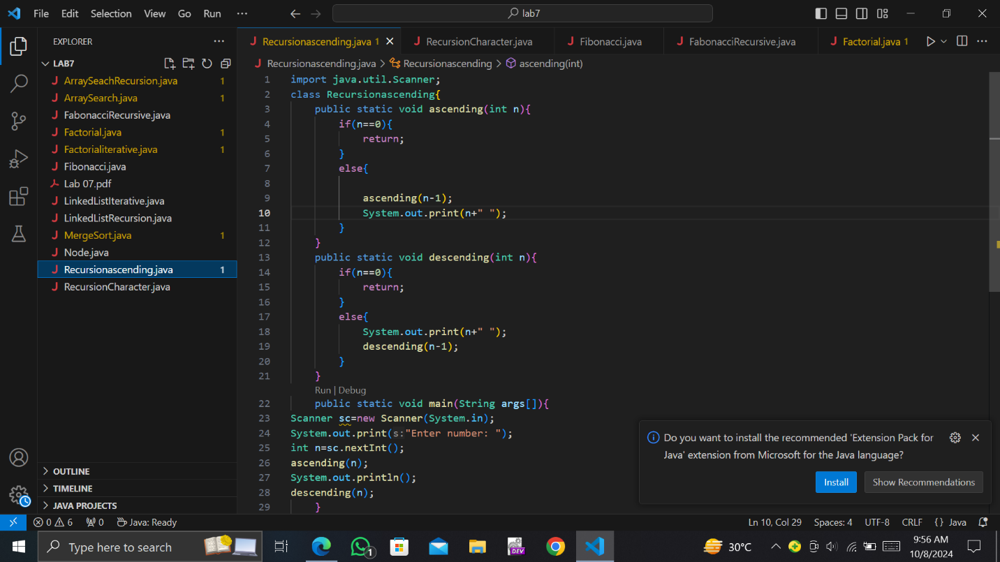 File Edit Selection View Go Run ··· lab7
EXPLORER ···
LAB7
ArraySeachRecursion.java 1
ArraySearch.java 1
FabonacciRecursive.java
Factorial.java 1
Factorialiterative.java 1
Fibonacci.java
Lab 07.pdf
LinkedListIterative.java
LinkedListRecursion.java
MergeSort.java 1
Node.java
Recursionascending.java 1
RecursionCharacter.java
OUTLINE
TIMELINE
JAVA PROJECTS
Recursionascending.java 1 RecursionCharacter.java Fibonacci.java FabonacciRecursive.java Factorial.java 1 ···
Recursionascending.java > Recursionascending > ascending(int)
1 import java.util.Scanner;
2 class Recursionascending{
3 public static void ascending(int n){
4 if(n==0){
5 return;
6 }
7 else{
8
9 ascending(n-1);
10 System.out.print(n+" ");
11 }
12 }
13 public static void descending(int n){
14 if(n==0){
15 return;
16 }
17 else{
18 System.out.print(n+" ");
19 descending(n-1);
20 }
21 }
Run | Debug
22 public static void main(String args[]){
23 Scanner sc=new Scanner(System.in);
24 System.out.print(s:"Enter number: ");
25 int n=sc.nextInt();
26 ascending(n);
27 System.out.println();
28 descending(n);
29 }
Do you want to install the recommended 'Extension Pack for
Java' extension from Microsoft for the Java language?
Install Show Recommendations
0 6 0 Java: Ready Ln 10, Col 29 Spaces: 4 UTF-8 CRLF {} Java
Type here to search 1 DEV 30°C 9:56 AM
10/8/2024